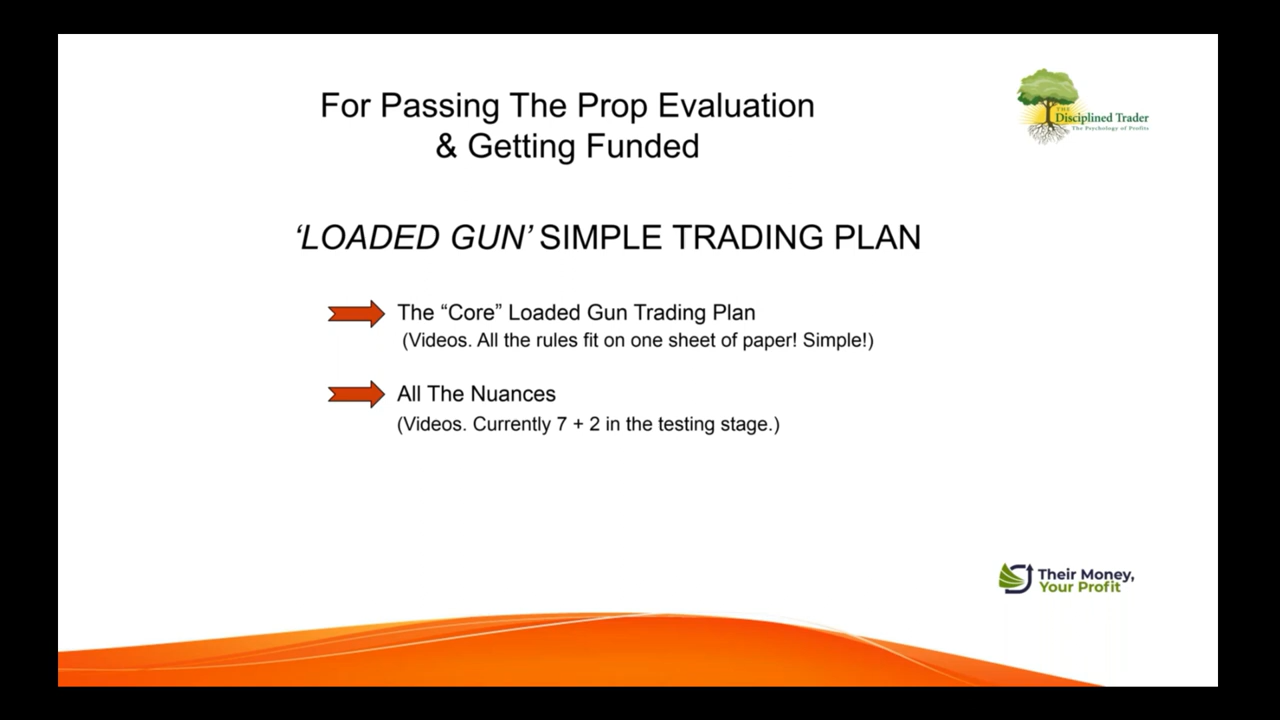 For Passing The Prop Evaluation
& Getting Funded
THE
Disciplined Trader
The Psychology of Profits
‘LOADED GUN’ SIMPLE TRADING PLAN
The “Core” Loaded Gun Trading Plan
(Videos. All the rules fit on one sheet of paper! Simple!)
All The Nuances
(Videos. Currently 7 + 2 in the testing stage.)
Their Money,
Your Profit